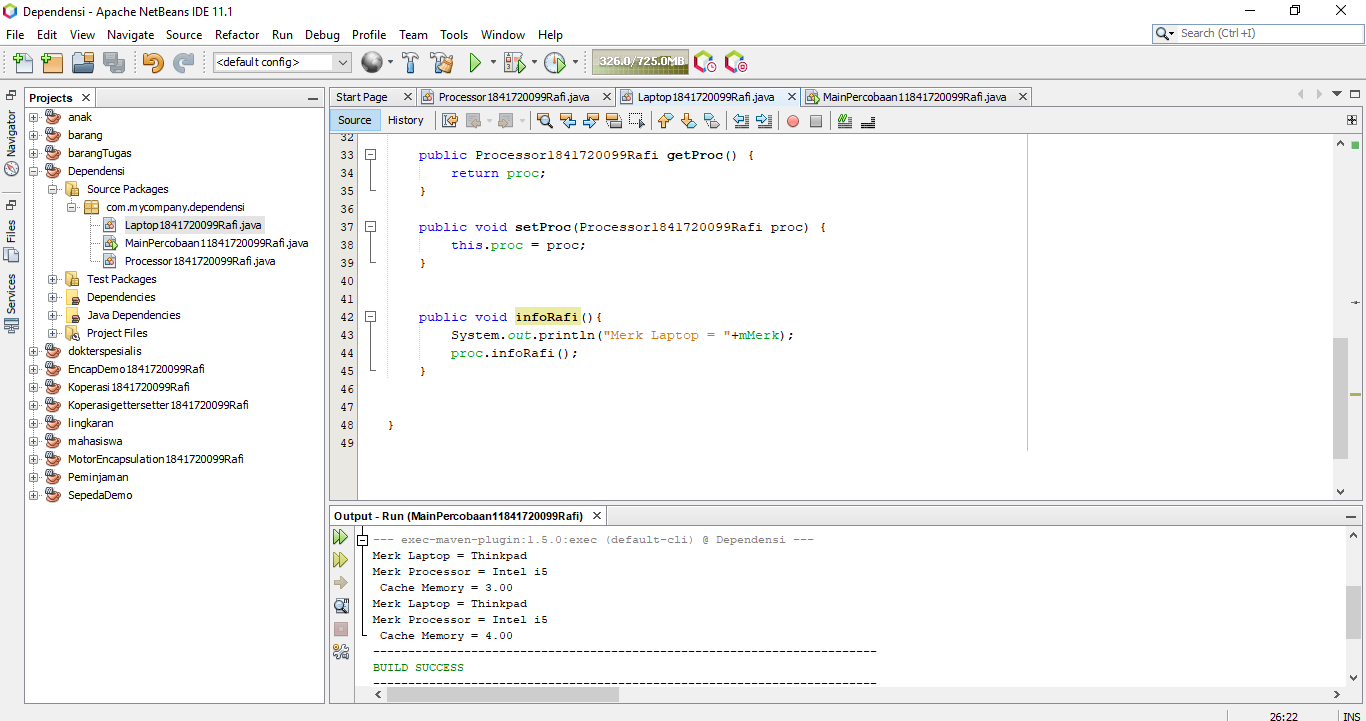 Dependensi - Apache NetBeans IDE 11.1
File Edit View Navigate Source Refactor Run Debug Profile Team Tools Window Help
Search (Ctrl+I)
<default config>
326.0/725.0MB
Projects
Navigator
Files
Services
anak
barang
barangTugas
Dependensi
Source Packages
com.mycompany.dependensi
Laptop1841720099Rafi.java
MainPercobaan11841720099Rafi.java
Processor1841720099Rafi.java
Test Packages
Dependencies
Java Dependencies
Project Files
dokterspesialis
EncapDemo1841720099Rafi
Koperasi1841720099Rafi
Koperasigettersetter1841720099Rafi
lingkaran
mahasiswa
MotorEncapsulation1841720099Rafi
Peminjaman
SepedaDemo
Start Page Processor1841720099Rafi.java Laptop1841720099Rafi.java MainPercobaan11841720099Rafi.java
Source History
32
33 public Processor1841720099Rafi getProc() {
34 return proc;
35 }
36
37 public void setProc(Processor1841720099Rafi proc) {
38 this.proc = proc;
39 }
40
41
42 public void infoRafi(){
43 System.out.println("Merk Laptop = "+mMerk);
44 proc.infoRafi();
45 }
46
47
48 }
49
Output - Run (MainPercobaan11841720099Rafi)
--- exec-maven-plugin:1.5.0:exec (default-cli) @ Dependensi ---
Merk Laptop = Thinkpad
Merk Processor = Intel i5
Cache Memory = 3.00
Merk Laptop = Thinkpad
Merk Processor = Intel i5
Cache Memory = 4.00
------------------------------------------------------------------------
BUILD SUCCESS
------------------------------------------------------------------------
26:22 INS